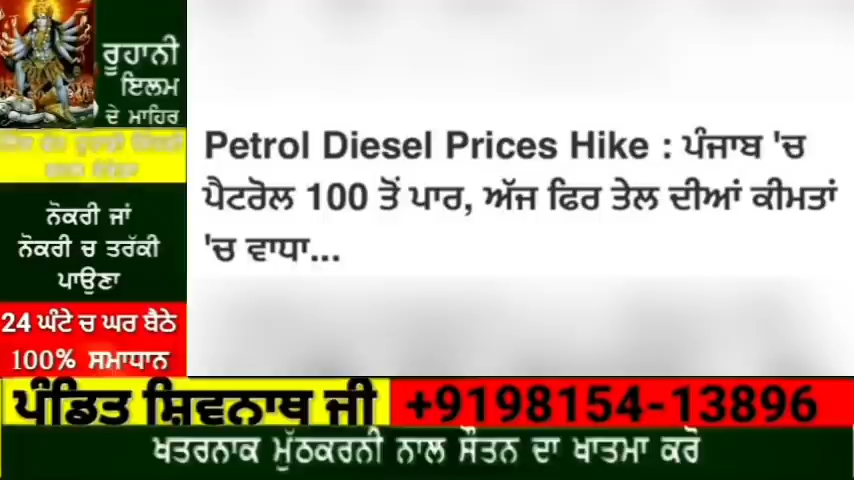 ਰੂਹਾਨੀ
ਇਲਮ
ਦੇ ਮਾਹਿਰ
ਨੋਕਰੀ ਜਾਂ
ਨੋਕਰੀ ਚ ਤਰੱਕੀ
ਪਾਉਣਾ
24 ਘੰਟੇ ਚ ਘਰ ਬੈਠੇ
100% ਸਮਾਧਾਨ
Petrol Diesel Prices Hike : ਪੰਜਾਬ 'ਚ
ਪੈਟਰੋਲ 100 ਤੋਂ ਪਾਰ, ਅੱਜ ਫਿਰ ਤੇਲ ਦੀਆਂ ਕੀਮਤਾਂ
'ਚ ਵਾਧਾ...
ਪੰਡਿਤ ਸ਼ਿਵਨਾਥ ਜੀ +9198154-13896
ਖਤਰਨਾਕ ਮੁੱਠਕਰਨੀ ਨਾਲ ਸੌਤਨ ਦਾ ਖਾਤਮਾ ਕਰੋ